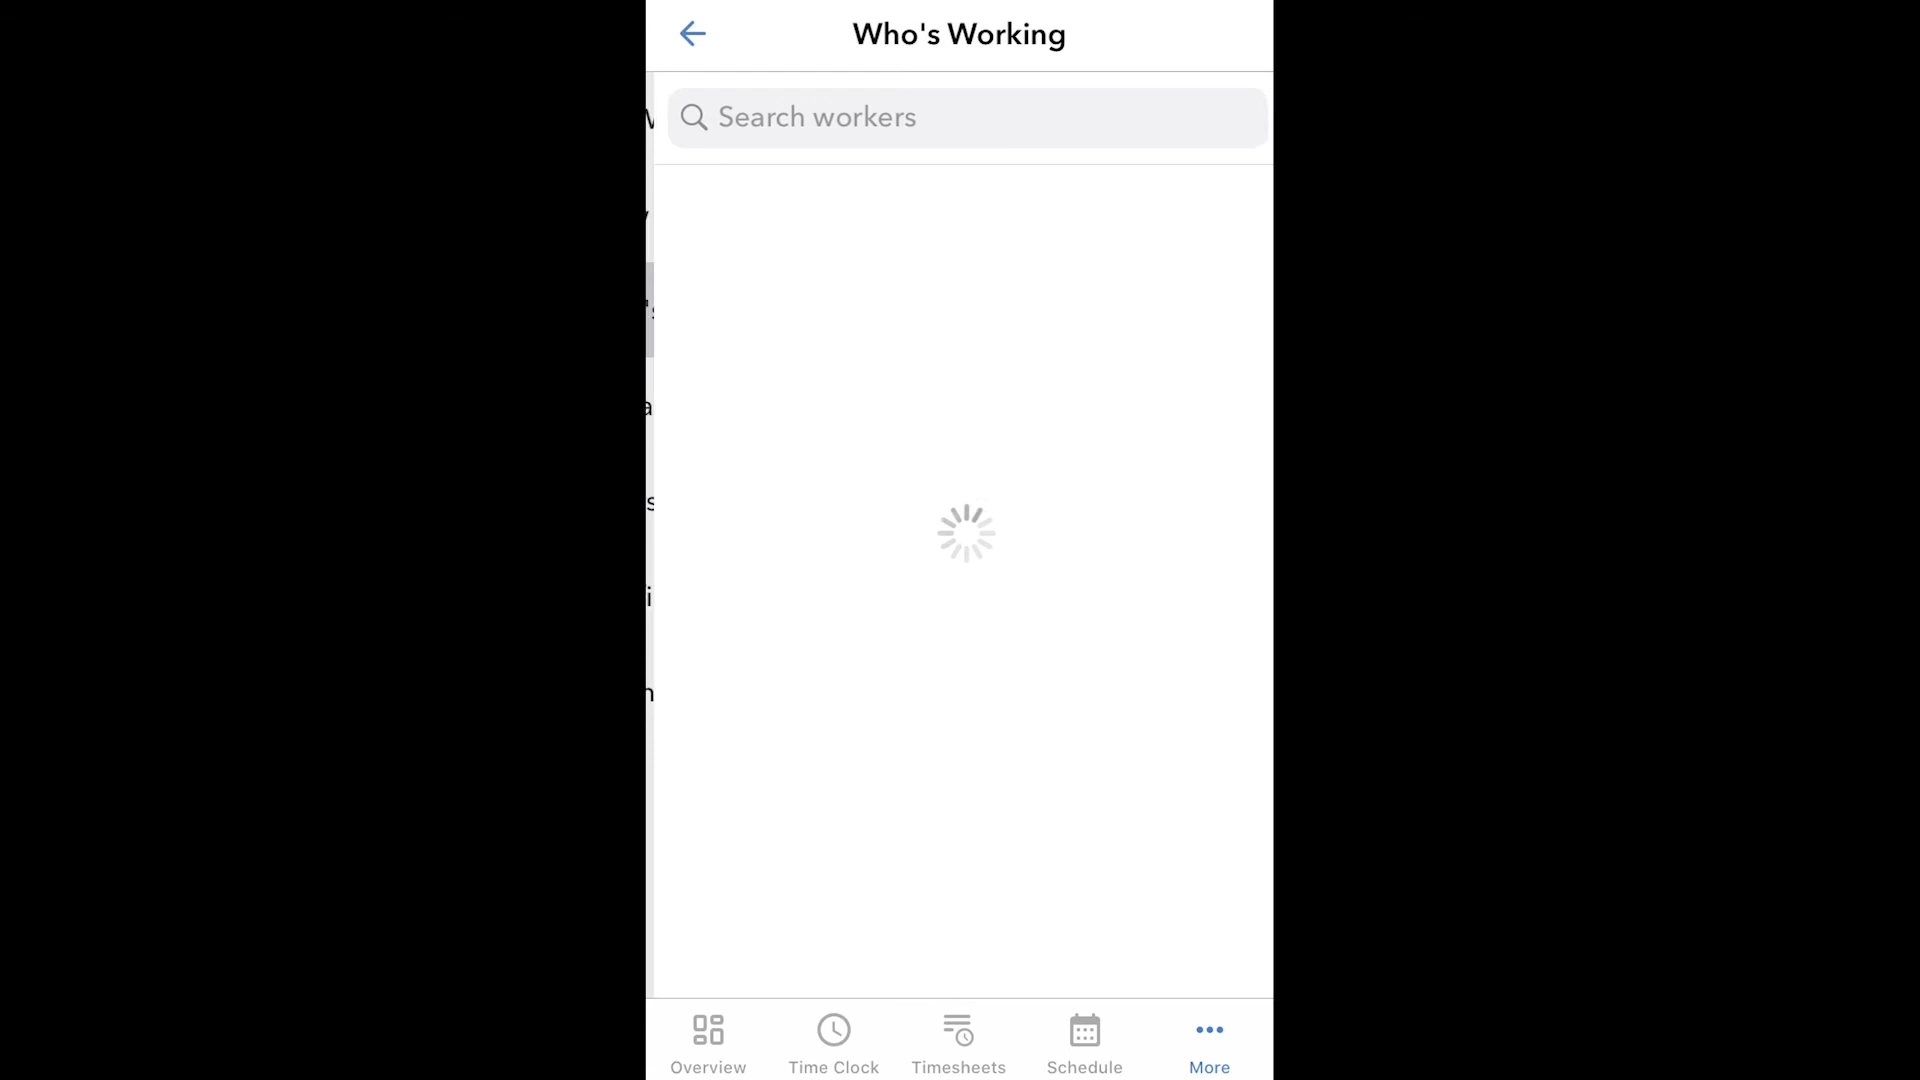 Who's Working
Search workers
Overview
Time Clock
Timesheets
Schedule
More